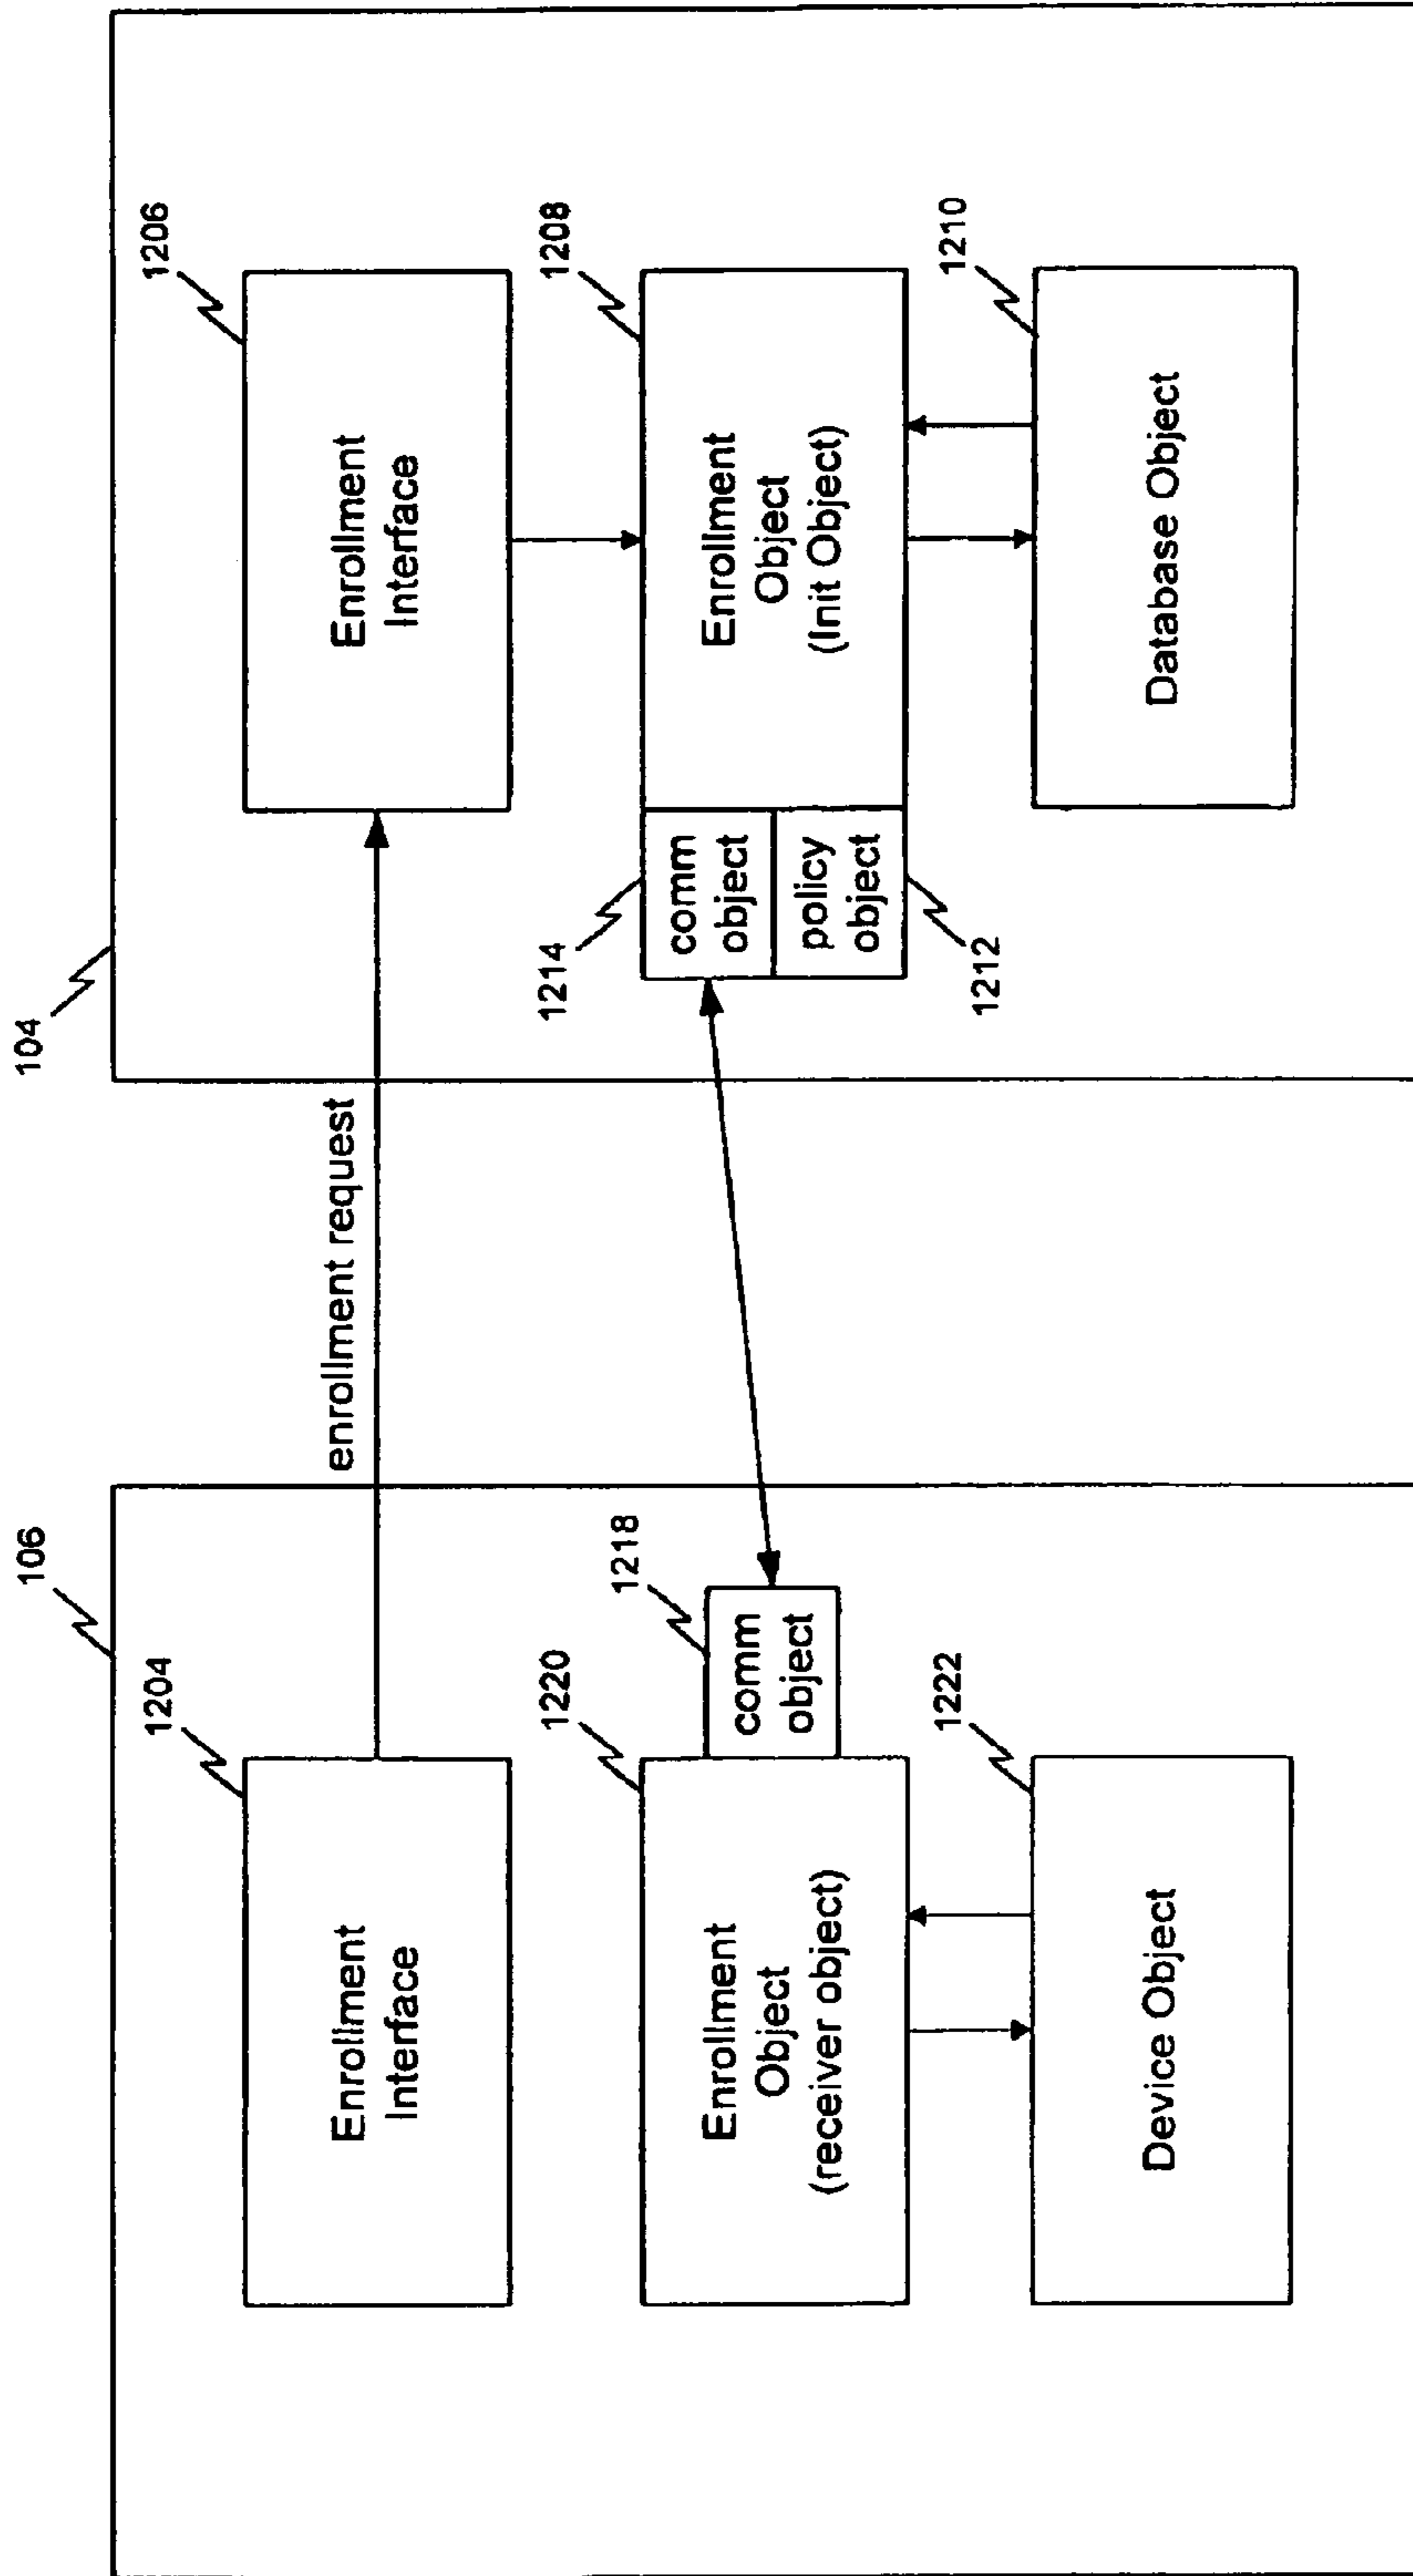 106
104
enrollment request
1204
Enrollment
Interface
1206
Enrollment
Interface
1220
Enrollment
Object
(receiver object)
1218
comm
object
1214
comm
object
policy
object
1212
1208
Enrollment
Object
(Init Object)
1222
Device Object
1210
Database Object